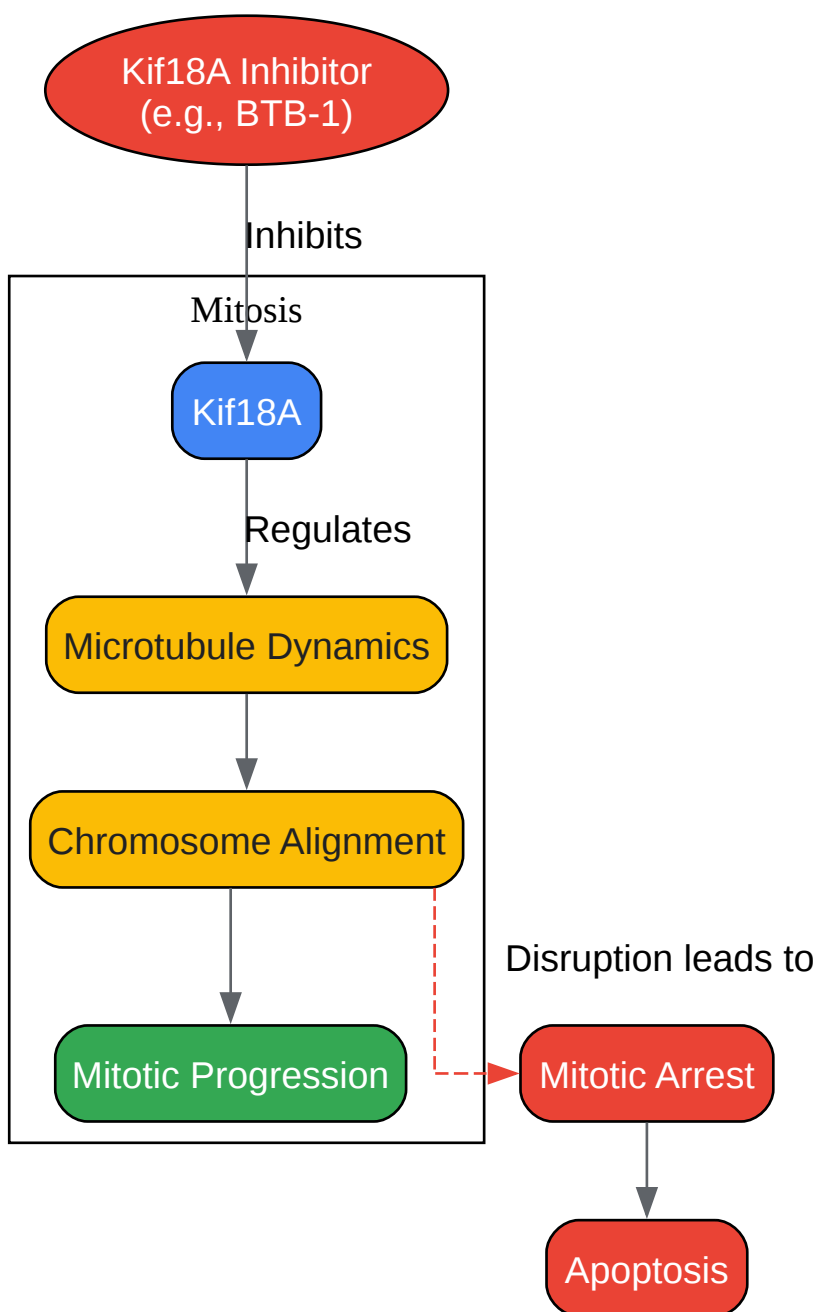 Kif18A Inhibitor
(e.g., BTB-1)
Inhibits
Mitosis
Kif18A
Regulates
Microtubule Dynamics
Chromosome Alignment
Disruption leads to
Mitotic Progression
Mitotic Arrest
Apoptosis